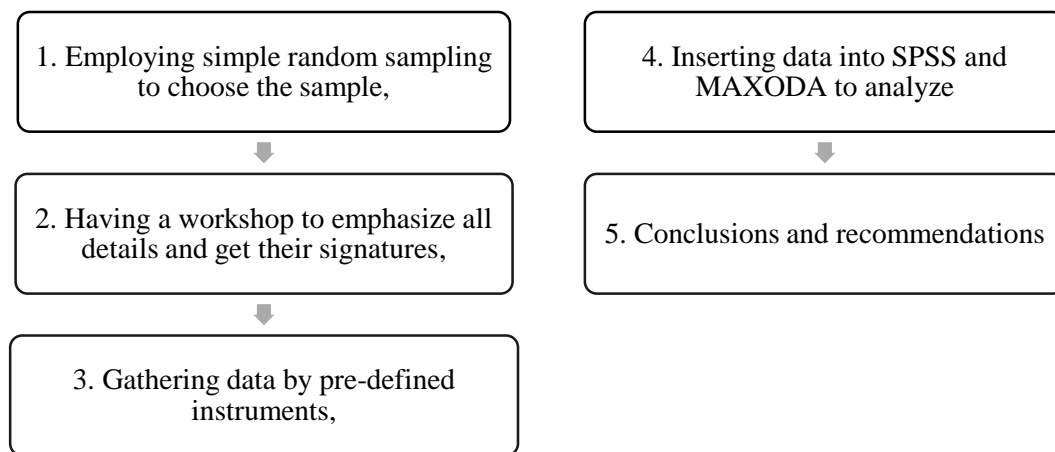 1. Employing simple random sampling
to choose the sample,
2. Having a workshop to emphasize all
details and get their signatures,
3. Gathering data by pre-defined
instruments,
4. Inserting data into SPSS and
MAXODA to analyze
5. Conclusions and recommendations